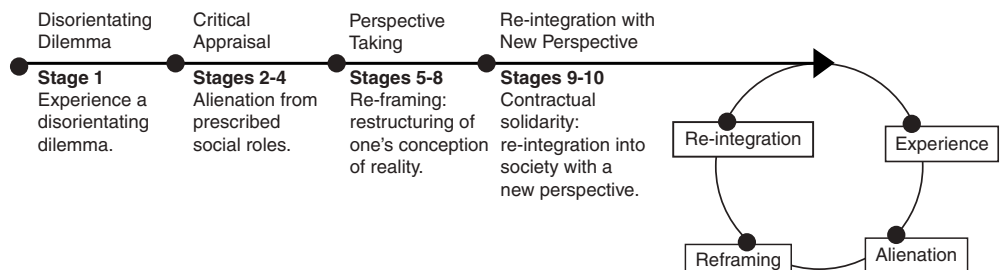 Disorientating
Dilemma
Stage 1
Experience a
disorientating
dilemma.
Critical
Appraisal
Stages 2-4
Alienation from
prescribed
social roles.
Perspective
Taking
Stages 5-8
Re-framing:
restructuring of
one's conception
of reality.
Re-integration with
New Perspective
Stages 9-10
Contractual
solidarity:
re-integration into
society with a
new perspective.
Re-integration
Experience
Reframing
Alienation